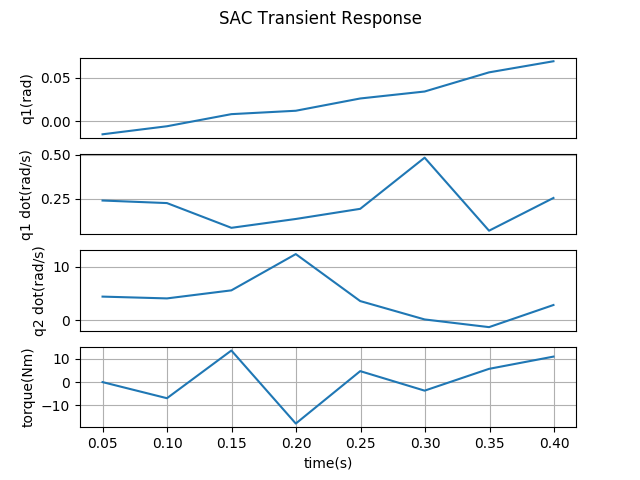 SAC Transient Response
q1(rad)
0.05
0.00
q1 dot(rad/s)
0.50
0.25
q2 dot(rad/s)
10
0
torque(Nm)
10
0
−10
0.05 0.10 0.15 0.20 0.25 0.30 0.35 0.40
time(s)